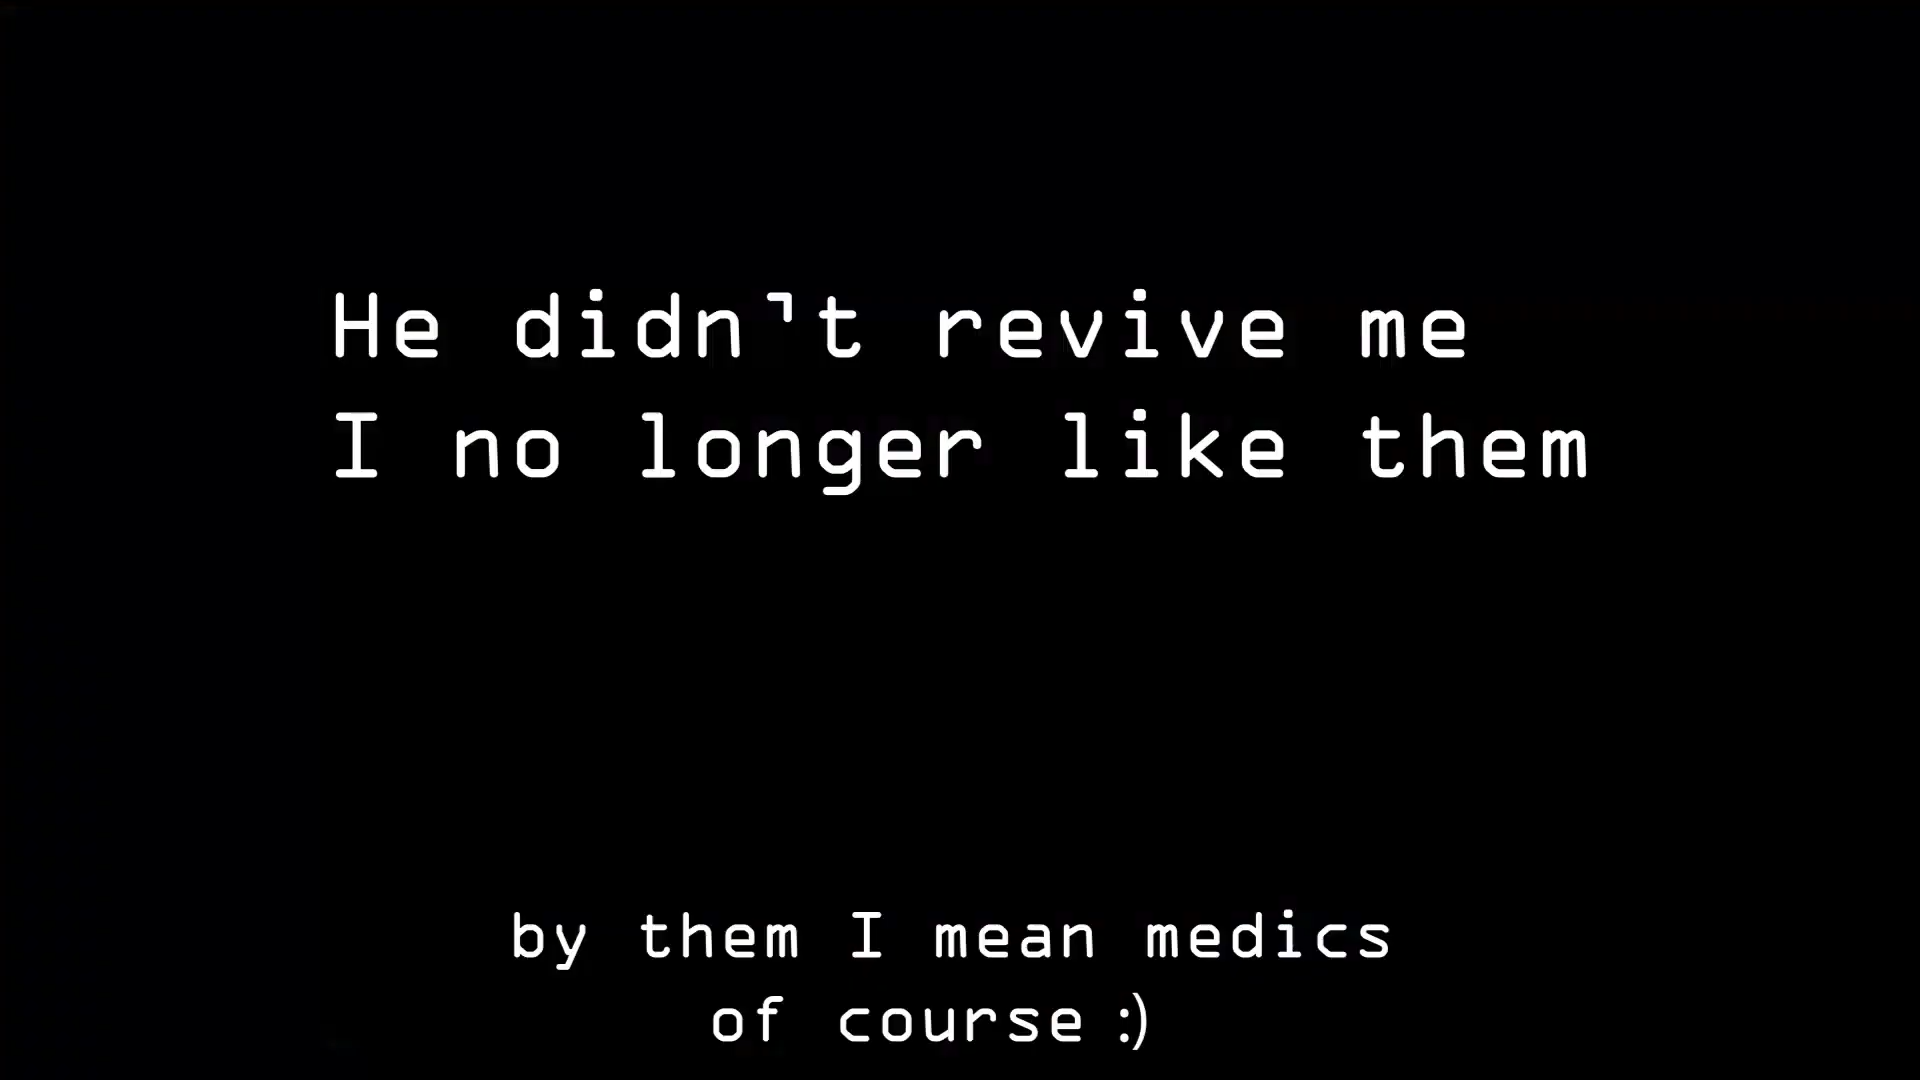 He didn't revive me
I no longer like them
by them I mean medics
of course :)